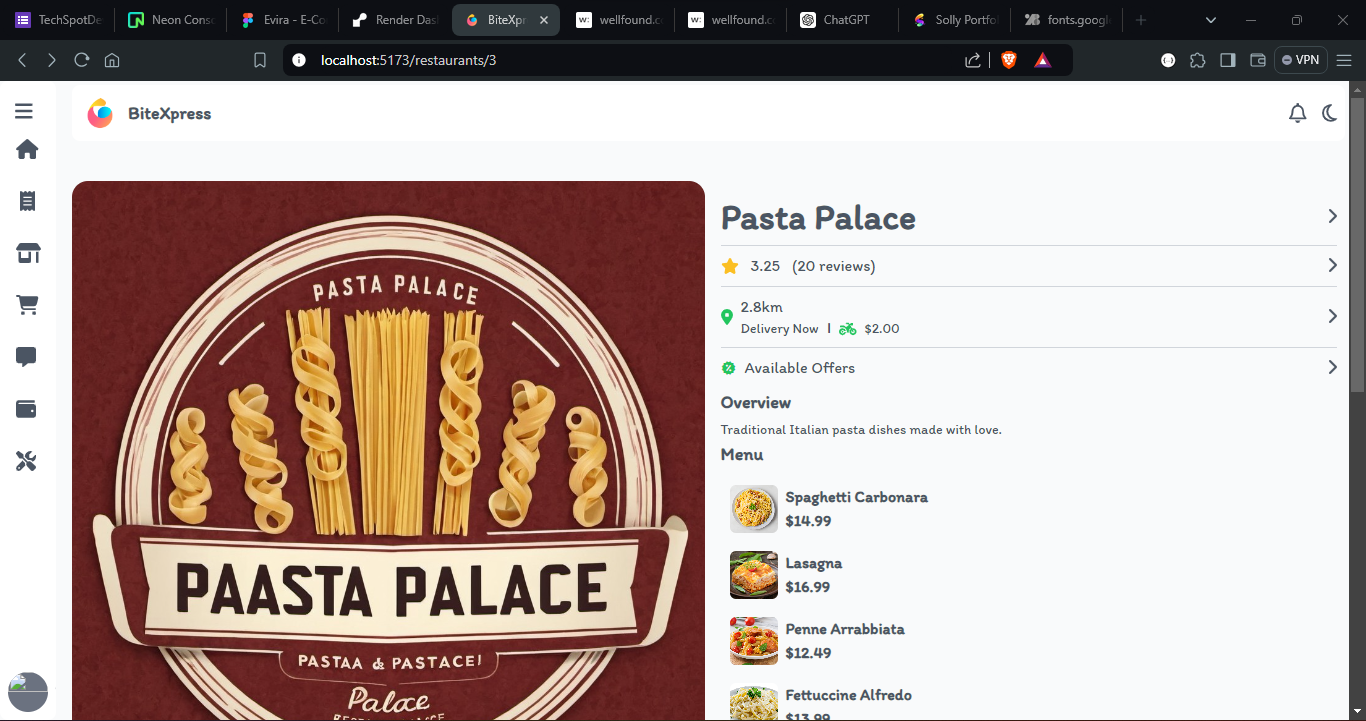 TechSpotDe
Neon Conso
Evira - E-Co
Render Das
BiteXpr
wellfound.c
wellfound.c
ChatGPT
Solly Portfo
fonts.googl
localhost:5173/restaurants/3
VPN
BiteXpress
PASTA PALACE
PAASTA PALACE
PASTAA & PASTACEI
Palace
Pasta Palace
3.25 (20 reviews)
2.8km
Delivery Now | $2.00
Available Offers
Overview
Traditional Italian pasta dishes made with love.
Menu
Spaghetti Carbonara
$14.99
Lasagna
$16.99
Penne Arrabbiata
$12.49
Fettuccine Alfredo
$13.99